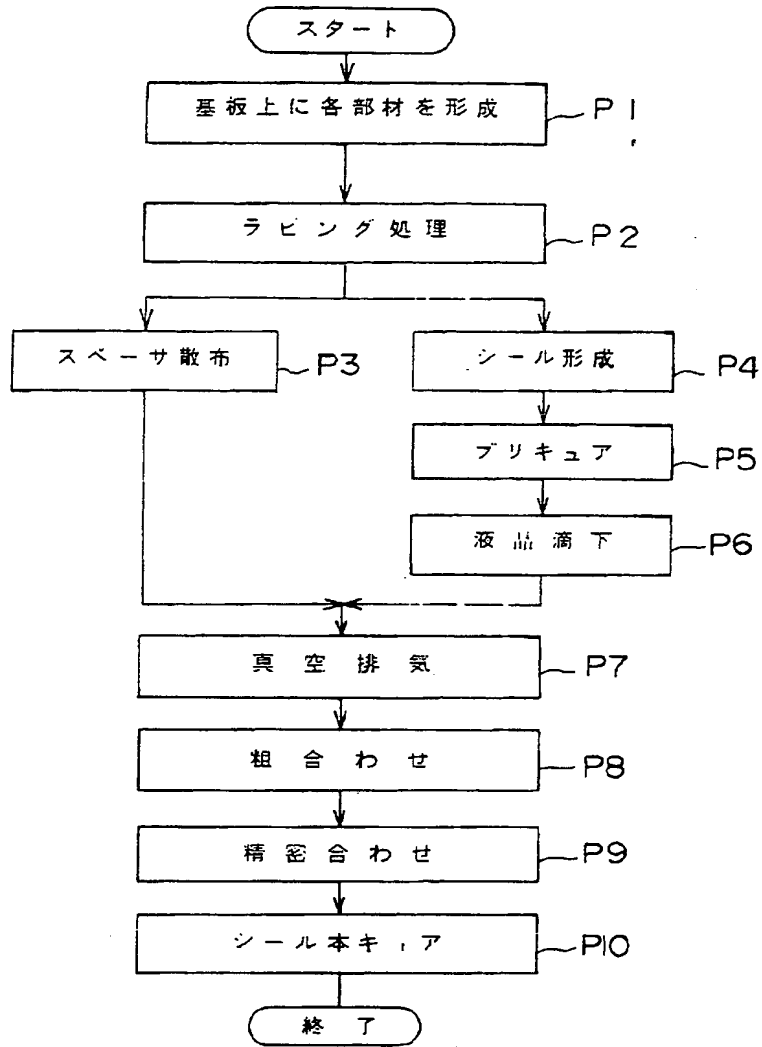 スタート
基板上に各部材を形成
P1
ラビング処理
P2
スペーサ散布
P3
シール形成
P4
プリキュア
P5
液晶滴下
P6
真空排気
P7
粗合わせ
P8
精密合わせ
P9
シール本キュア
P10
終了